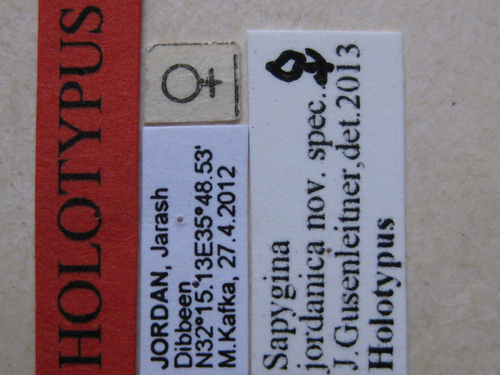 HOLOTYPUS
♀
JORDAN, Jarash
Dibbeen
N32°15.13E35°48.53'
M.Kafka, 27.4.2012
♀
Sapygina
jordanica nov. spec.
J.Gusenleitner,det.2013
Holotypus